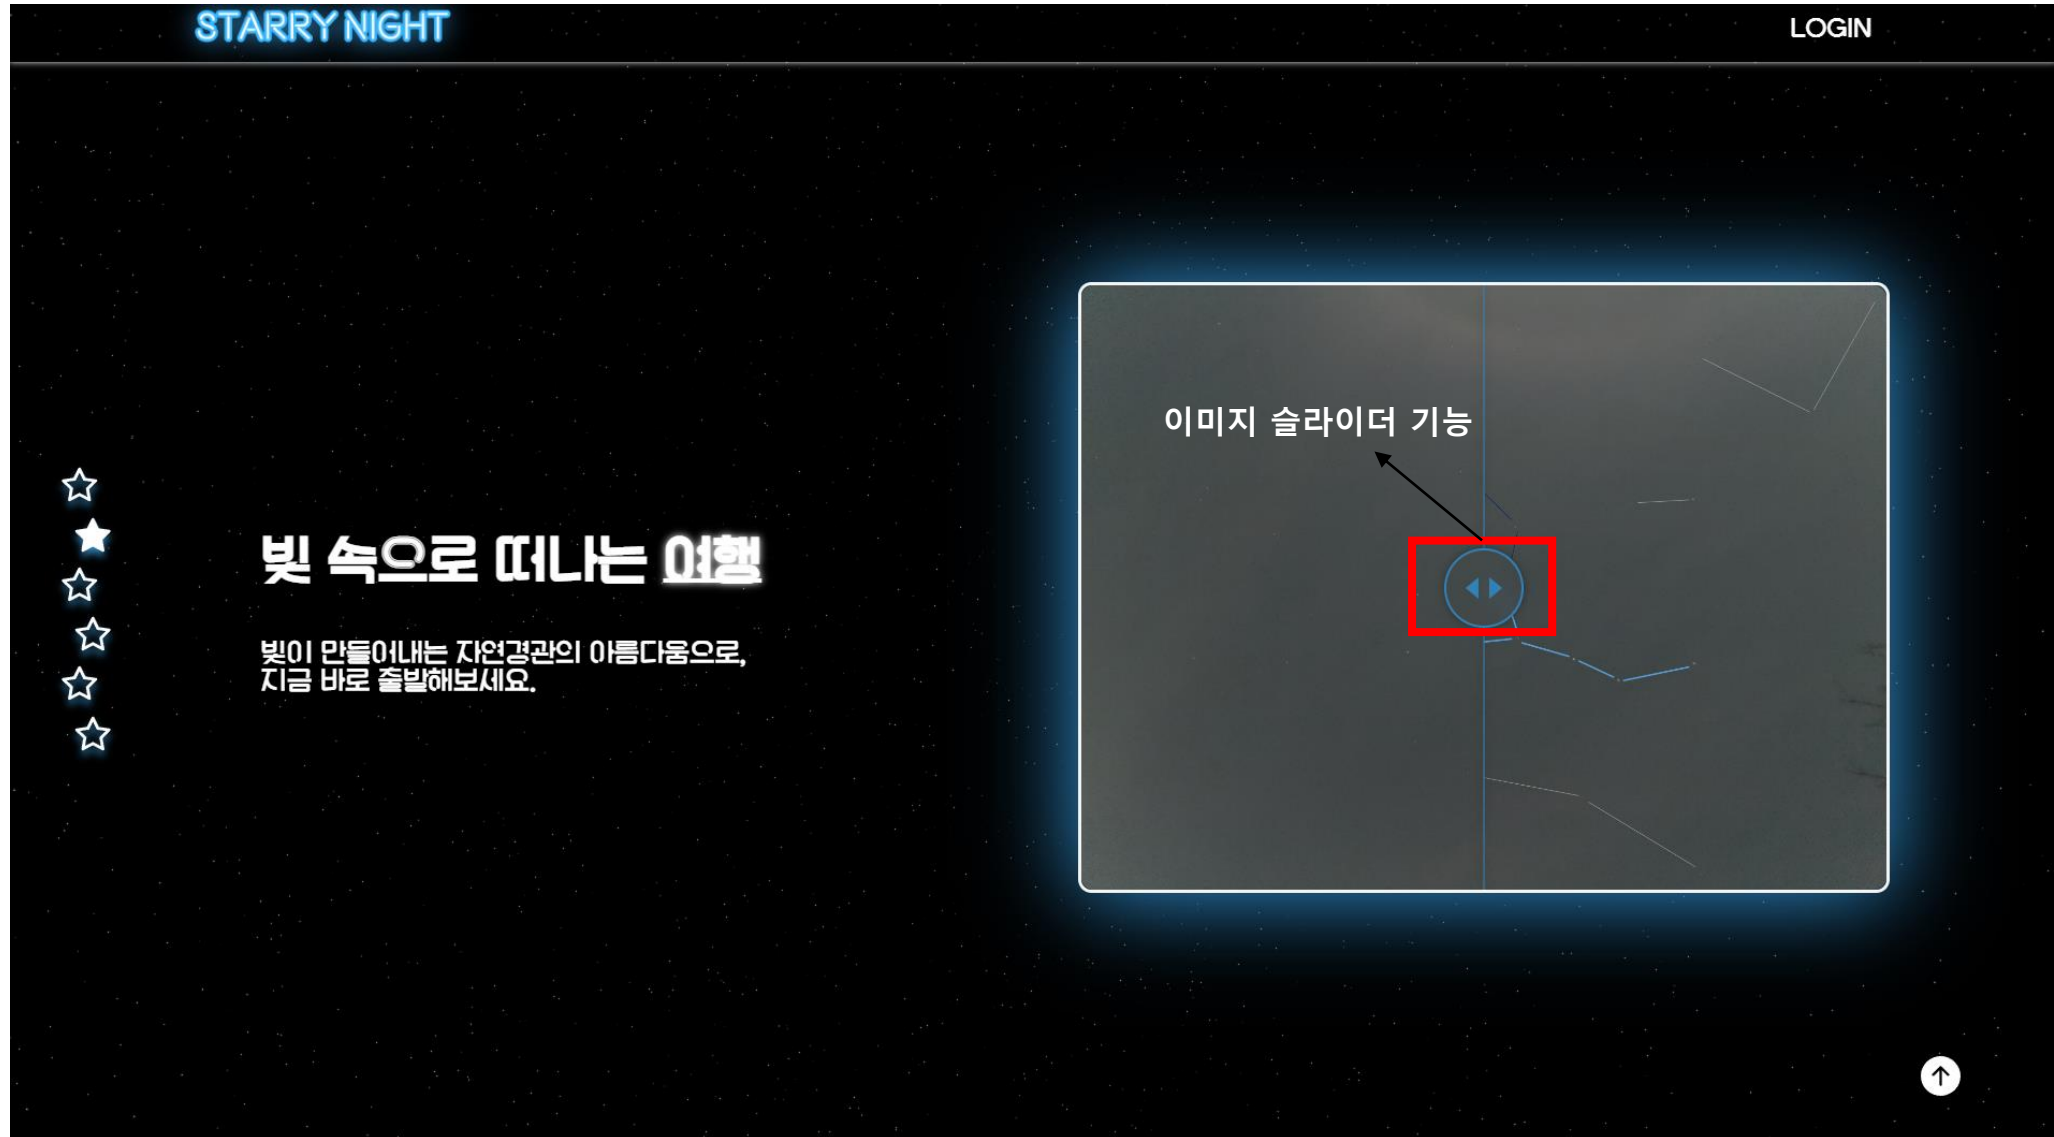 STARRY NIGHT
LOGIN
이미지 슬라이더 기능
빛 속으로 떠나는 여행
빛이 만들어내는 자연경관의 아름다움으로,
지금 바로 출발해보세요.